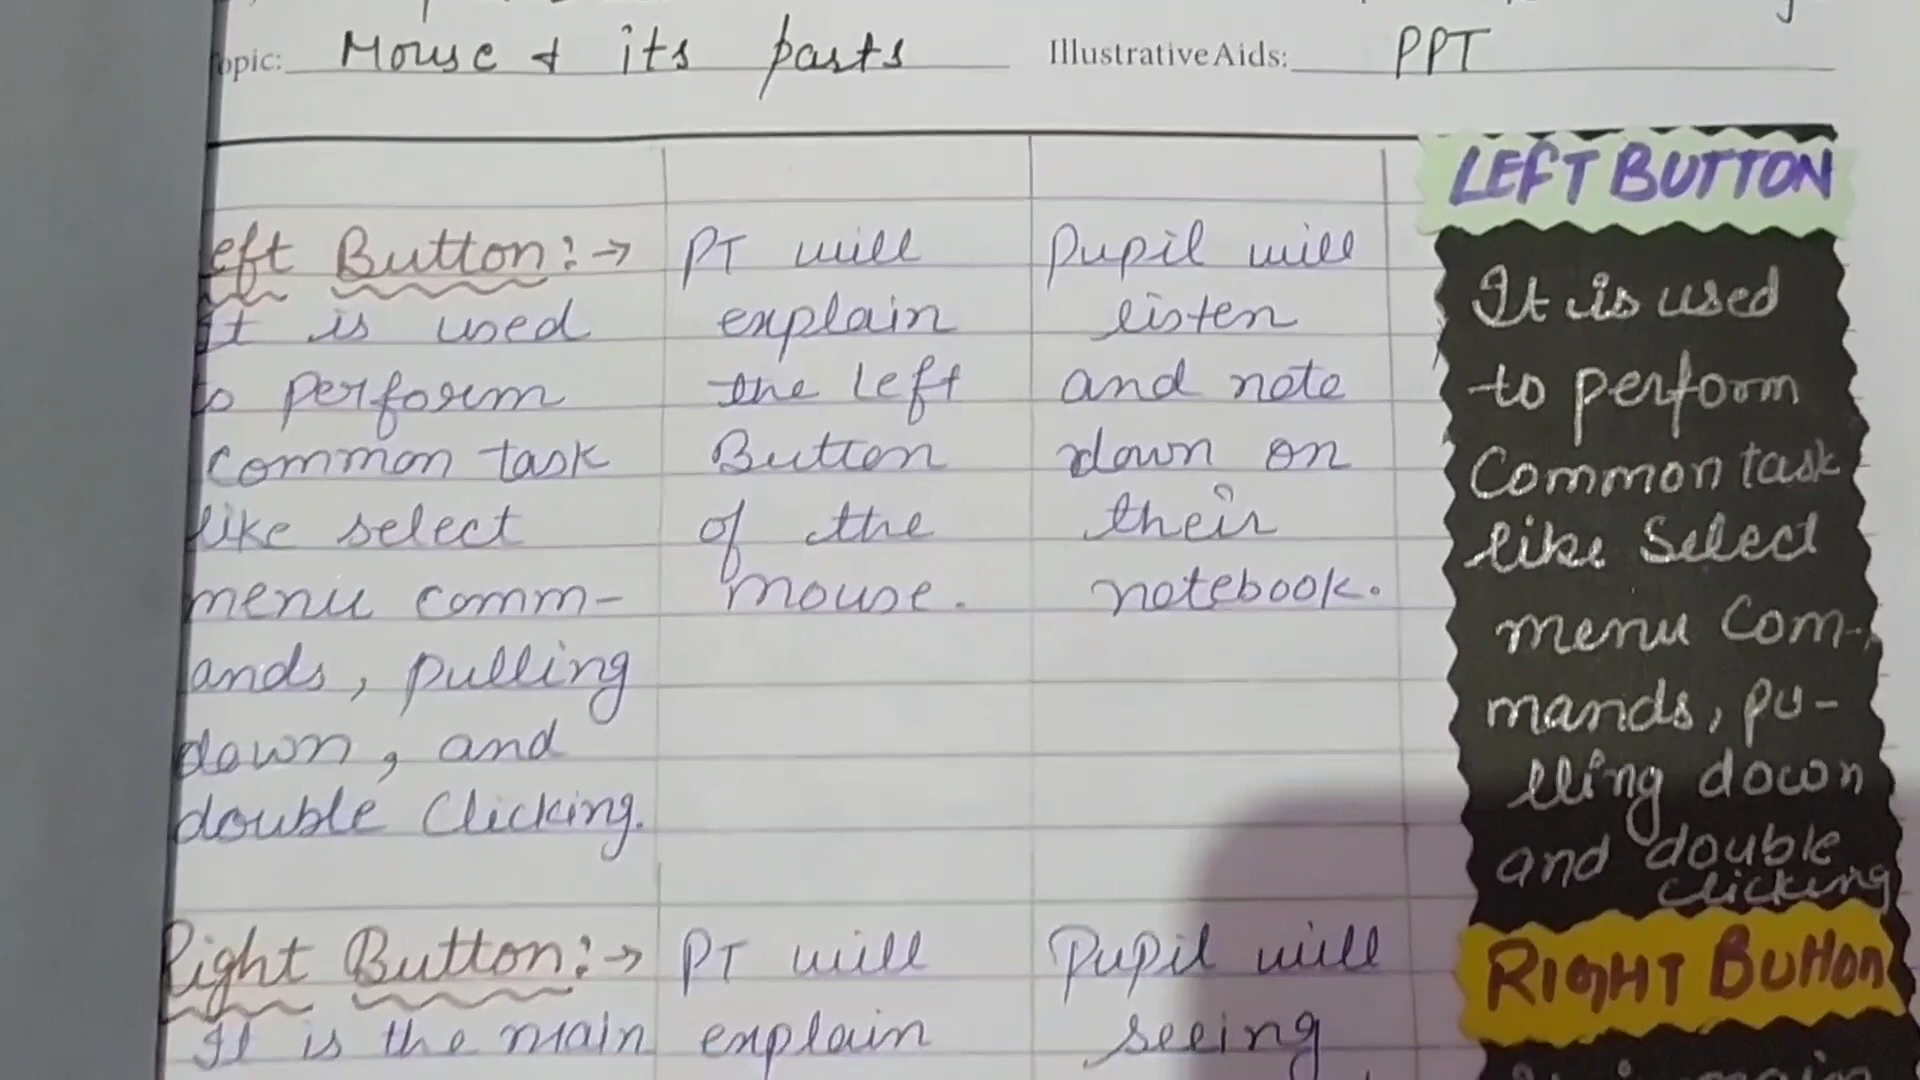 Topic: Mouse & its parts
Illustrative Aids: PPT
Left Button:→
It is used
to perform
common task
like select
menu comm-
ands, pulling
down, and
double Clicking.
PT will
explain
the left
Button
of the
mouse.
Pupil will
listen
and note
down on
their
notebook.
LEFT BUTTON
It is used
to perform
Common task
like Select
menu Com-
mands, pu-
lling down
and double
clicking
Right Button:→
It is the main
PT will
explain
Pupil will
seeing
RIGHT BUTTON